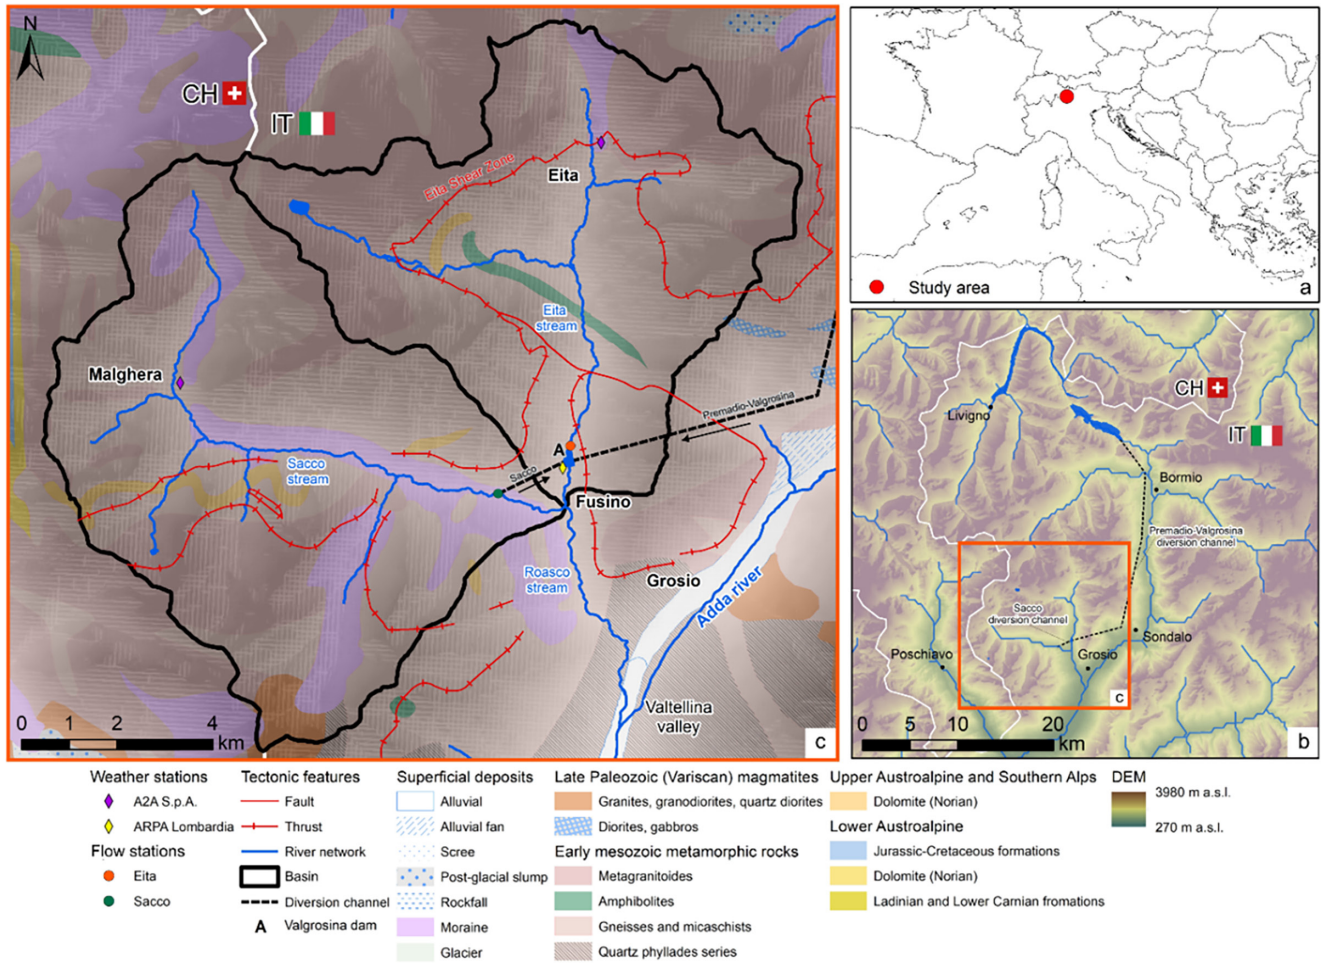 N
CH
IT
Eita Shear Zone
Eita
Eita
stream
Malghera
Premadio-Valgrosina
A
Sacco
Sacco
stream
Fusino
Roasco
stream
Grosio
Adda river
Valtellina
valley
0 1 2 4
km
c
Study area
a
CH
IT
Livigno
Bormio
Premadio-Valgrosina
diversion channel
Sacco
diversion channel
Sondalo
Poschiavo
Grosio
c
0 5 10 20
km
b
Weather stations
A2A S.p.A.
ARPA Lombardia
Flow stations
Eita
Sacco
Tectonic features
Fault
Thrust
River network
Basin
Diversion channel
A Valgrosina dam
Superficial deposits
Alluvial
Alluvial fan
Scree
Post-glacial slump
Rockfall
Moraine
Glacier
Late Paleozoic (Variscan) magmatites
Granites, granodiorites, quartz diorites
Diorites, gabbros
Early mesozoic metamorphic rocks
Metagranitoides
Amphibolites
Gneisses and micaschists
Quartz phyllades series
Upper Austroalpine and Southern Alps
Dolomite (Norian)
Lower Austroalpine
Jurassic-Cretaceous formations
Dolomite (Norian)
Ladinian and Lower Carnian fromations
DEM
3980 m a.s.l.
270 m a.s.l.